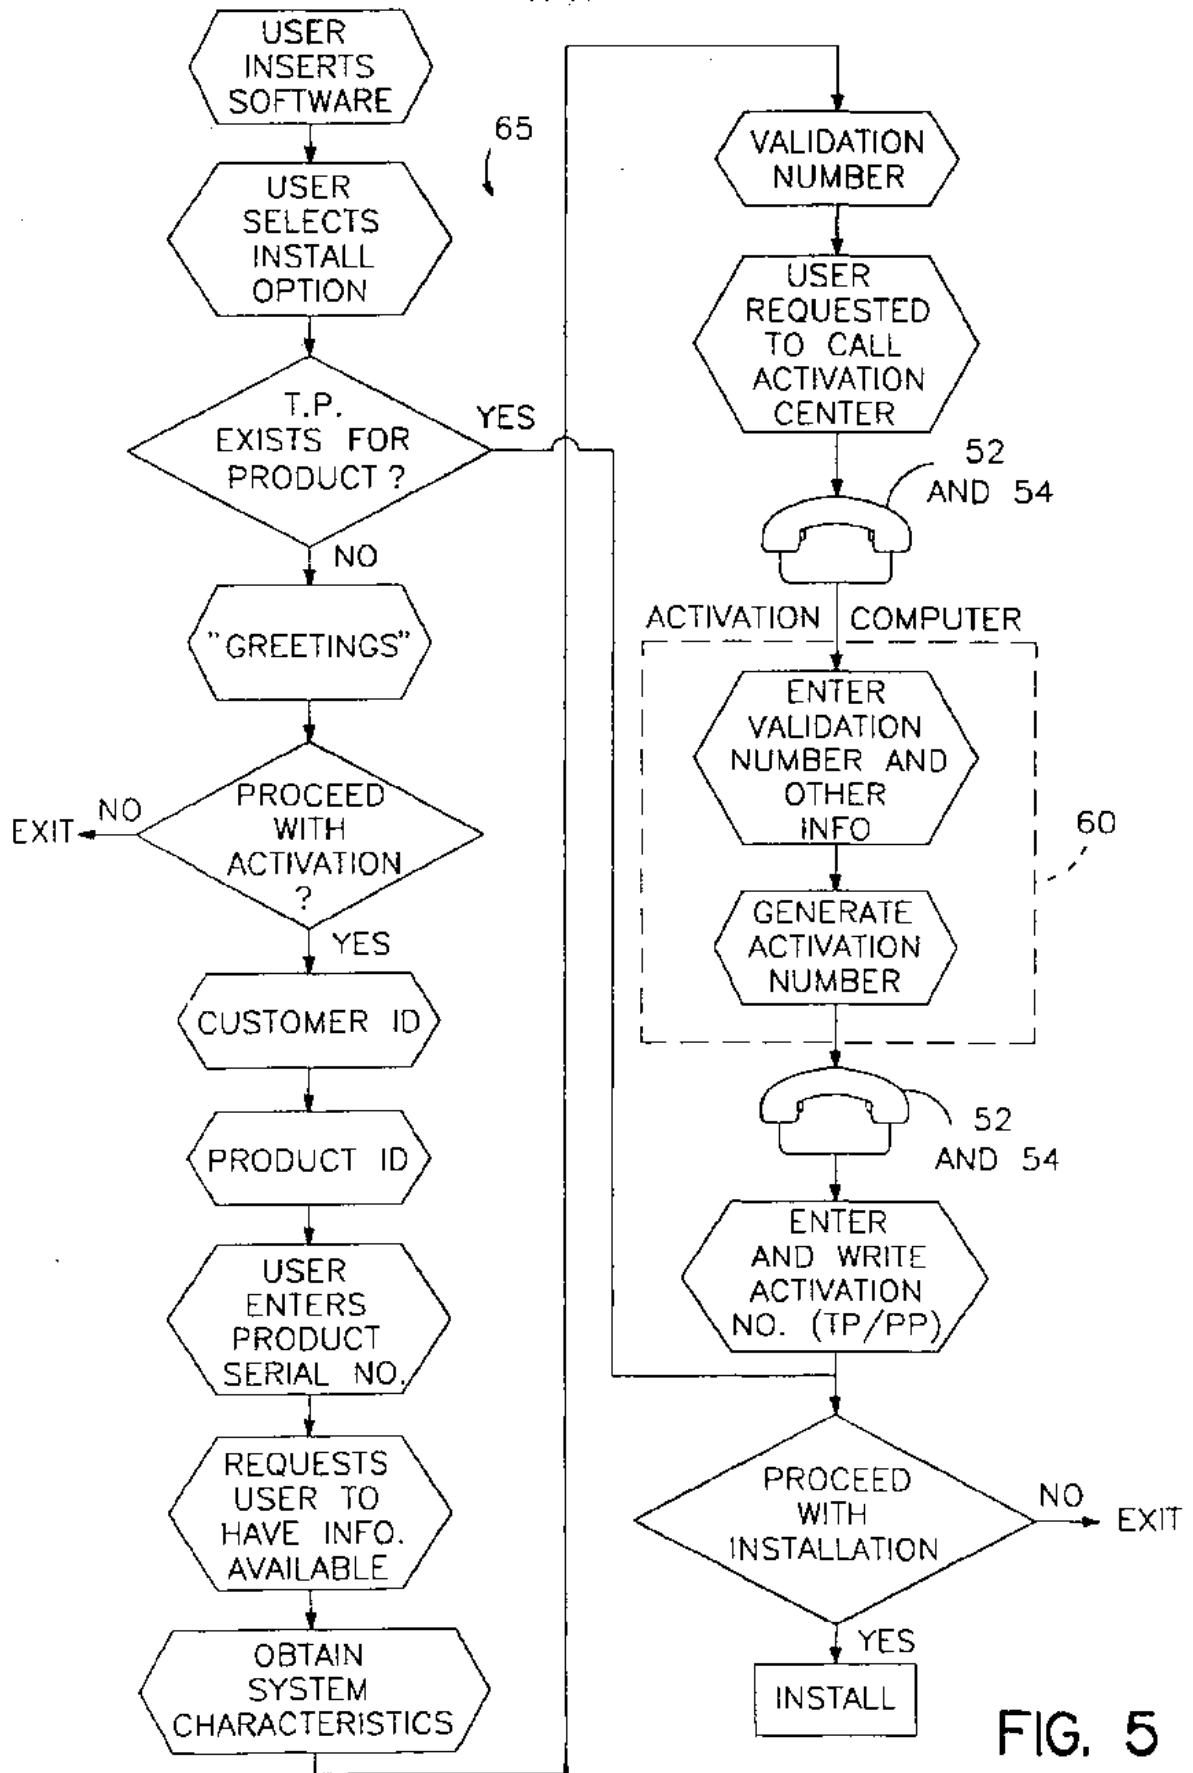 USER
INSERTS
SOFTWARE
65
USER
SELECTS
INSTALL
OPTION
T.P.
EXISTS FOR
PRODUCT ?
YES
NO
"GREETINGS"
PROCEED
WITH
ACTIVATION
?
NO
EXIT
YES
CUSTOMER ID
PRODUCT ID
USER
ENTERS
PRODUCT
SERIAL NO.
REQUESTS
USER TO
HAVE INFO.
AVAILABLE
OBTAIN
SYSTEM
CHARACTERISTICS
VALIDATION
NUMBER
USER
REQUESTED
TO CALL
ACTIVATION
CENTER
52
AND 54
ACTIVATION COMPUTER
ENTER
VALIDATION
NUMBER AND
OTHER
INFO
60
GENERATE
ACTIVATION
NUMBER
52
AND 54
ENTER
AND WRITE
ACTIVATION
NO. (TP/PP)
PROCEED
WITH
INSTALLATION
NO
EXIT
YES
INSTALL
FIG. 5